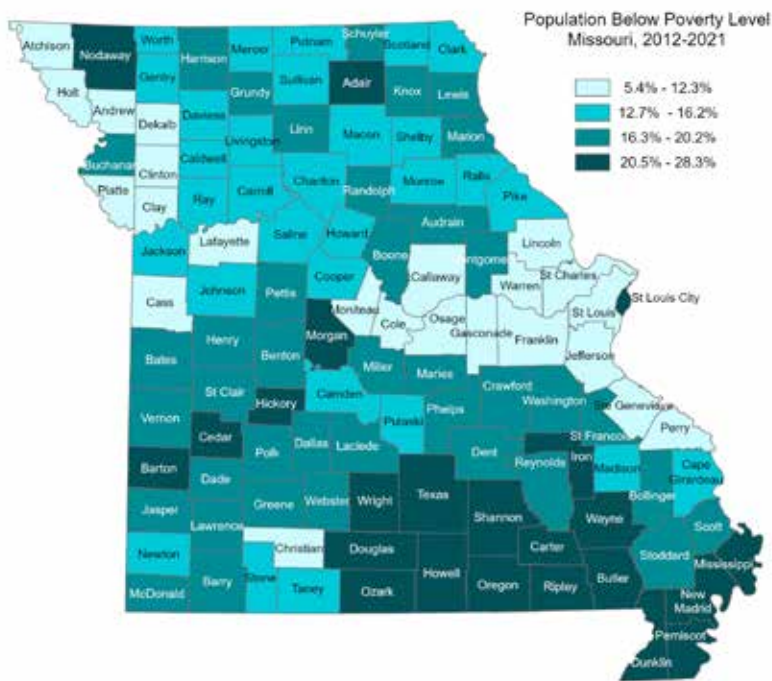 Population Below Poverty Level
Missouri, 2012-2021
5.4% - 12.3%
12.7% - 16.2%
16.3% - 20.2%
20.5% - 28.3%
Atchison
Nodaway
Worth
Harrison
Mercer
Putnam
Schuyler
Scotland
Clark
Holt
Andrew
Gentry
Grundy
Sullivan
Adair
Knox
Lewis
Dekalb
Daviess
Livingston
Linn
Macon
Shelby
Marion
Buchanan
Clinton
Caldwell
Platte
Clay
Ray
Carroll
Chariton
Randolph
Monroe
Ralls
Pike
Audrain
Jackson
Lafayette
Saline
Howard
Boone
Callaway
ontgome
Lincoln
Warren
St Charles
St Louis
St Louis City
Cass
Johnson
Pettis
Cooper
Moniteau
Cole
Osage
Gasconade
Franklin
Jefferson
Bates
Henry
Benton
Morgan
Miller
Maries
Crawford
Washington
Ste Genevieve
Perry
Vernon
St Clair
Hickory
Camden
Pulaski
Phelps
St Francois
Cedar
Polk
Dallas
Laclede
Dent
Reynolds
Iron
Madison
Cape
Girardeau
Barton
Dade
Bollinger
Jasper
Greene
Webster
Wright
Texas
Shannon
Wayne
Scott
Lawrence
Christian
Douglas
Carter
Stoddard
Mississippi
Newton
Stone
Taney
Ozark
Howell
Oregon
Ripley
Butler
New
Madrid
McDonald
Barry
Pemiscot
Dunklin